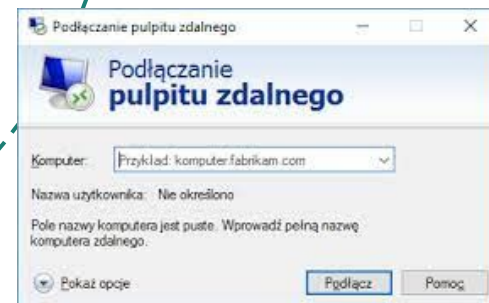 Podłączanie pulpitu zdalnego
Podłączanie
pulpitu zdalnego
Komputer:
Przykład: komputer.fabrikam.com
Nazwa użytkownika: Nie określono
Pole nazwy komputera jest puste. Wprowadź pełną nazwę
komputera zdalnego.
Pokaż opcje
Podłącz
Pomoc